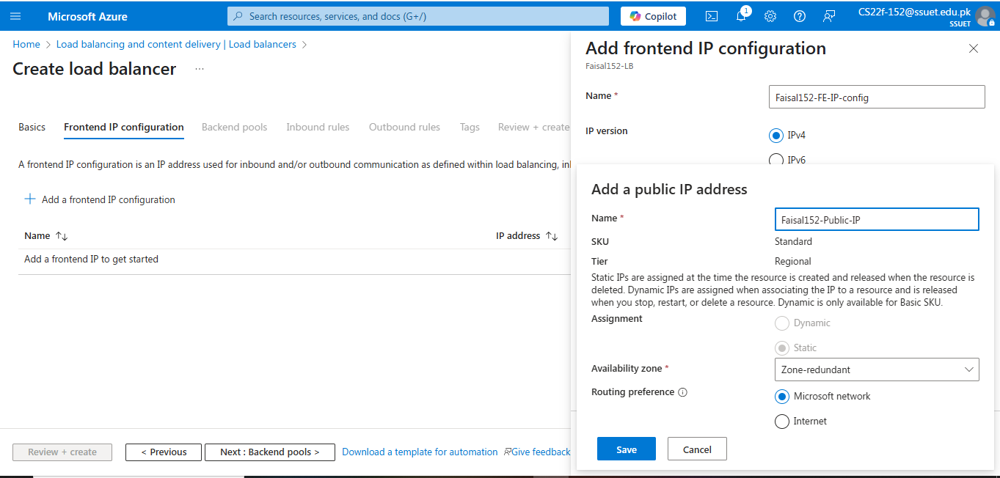 Microsoft Azure
Search resources, services, and docs (G+/)
Copilot
1
CS22f-152@ssuet.edu.pk
SSUET
Home > Load balancing and content delivery | Load balancers >
Create load balancer ...
Basics
Frontend IP configuration
Backend pools
Inbound rules
Outbound rules
Tags
Review + create
A frontend IP configuration is an IP address used for inbound and/or outbound communication as defined within load balancing, in
+ Add a frontend IP configuration
Name ↑↓
IP address ↑↓
Add a frontend IP to get started
Review + create
< Previous
Next : Backend pools >
Download a template for automation
Give feedback
Add frontend IP configuration
Faisal152-LB
Name *
Faisal152-FE-IP-config
IP version
IPv4
IPv6
Add a public IP address
Name *
Faisal152-Public-IP
SKU
Standard
Tier
Regional
Static IPs are assigned at the time the resource is created and released when the resource is
deleted. Dynamic IPs are assigned when associating the IP to a resource and is released
when you stop, restart, or delete a resource. Dynamic is only available for Basic SKU.
Assignment
Dynamic
Static
Availability zone *
Zone-redundant
Routing preference
Microsoft network
Internet
Save
Cancel